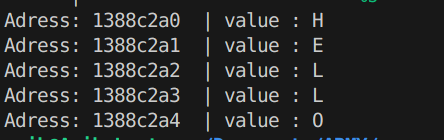 Adress: 1388c2a0  | value : H
Adress: 1388c2a1  | value : E
Adress: 1388c2a2  | value : L
Adress: 1388c2a3  | value : L
Adress: 1388c2a4  | value : O